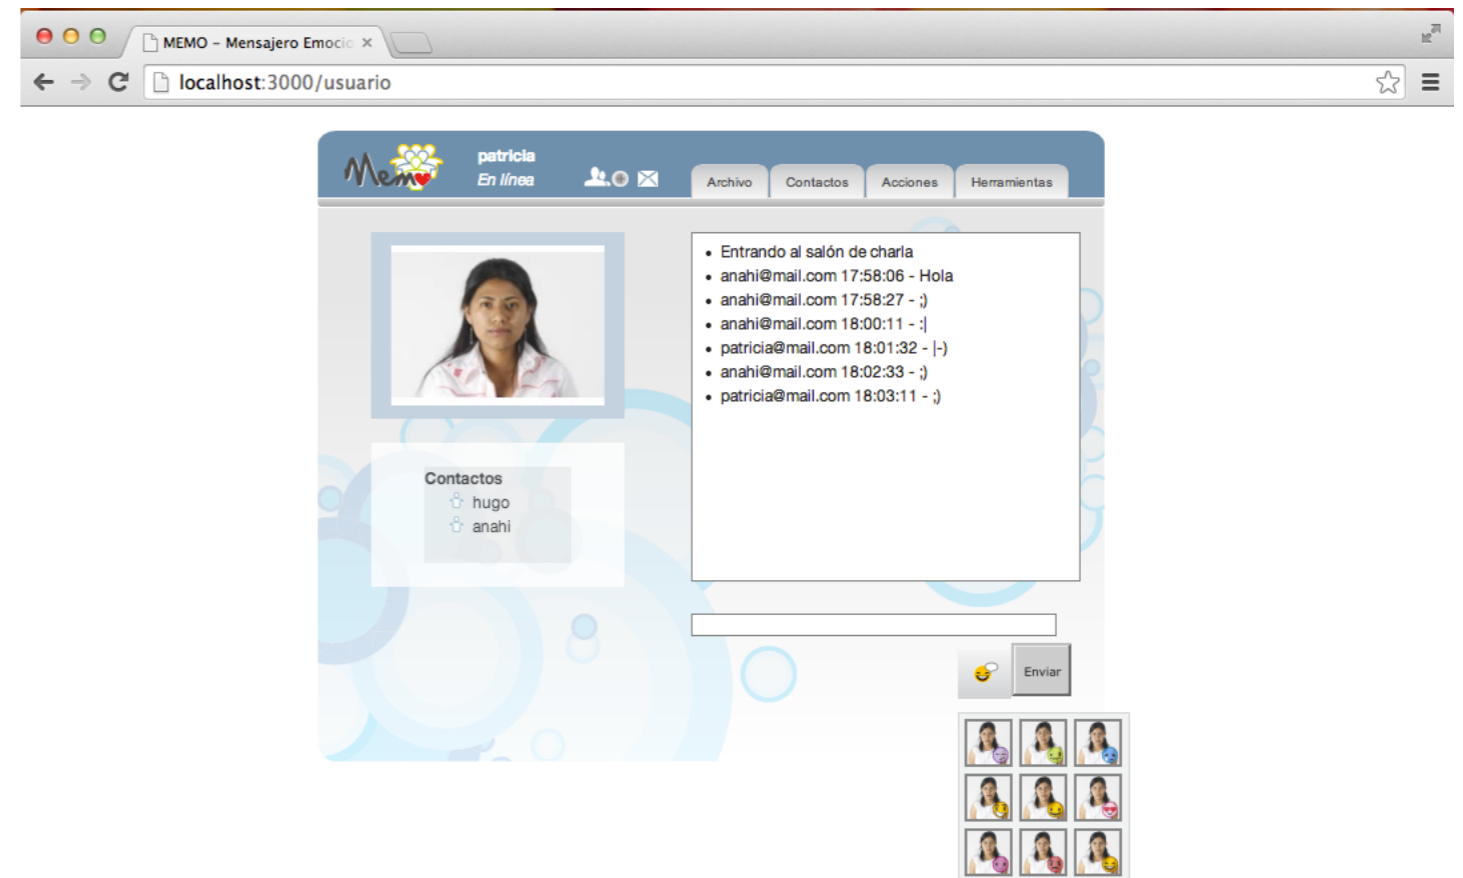 MEMO – Mensajero Emocio
localhost:3000/usuario
Memo
patricia
En línea
Archivo
Contactos
Acciones
Herramientas
• Entrando al salón de charla
• anahi@mail.com 17:58:06 - Hola
• anahi@mail.com 17:58:27 - ;)
• anahi@mail.com 18:00:11 - :|
• patricia@mail.com 18:01:32 - |-)
• anahi@mail.com 18:02:33 - ;)
• patricia@mail.com 18:03:11 - ;)
Contactos
hugo
anahi
Enviar